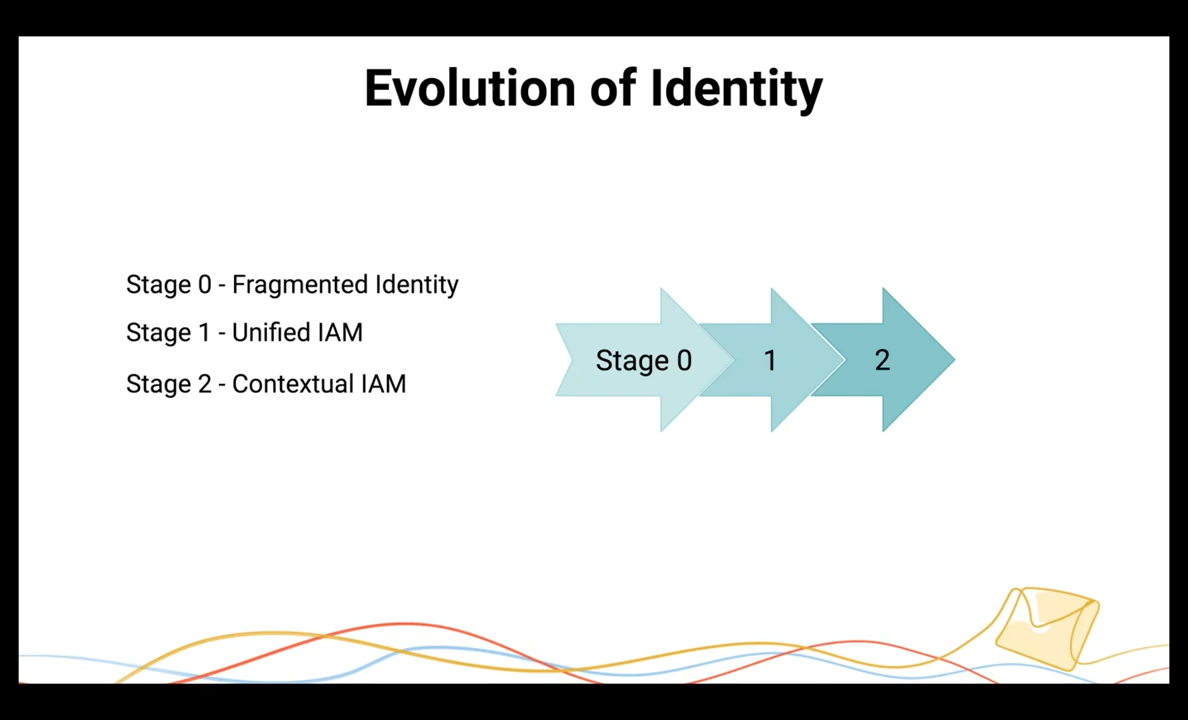 Evolution of Identity
Stage 0 - Fragmented Identity
Stage 1 - Unified IAM
Stage 2 - Contextual IAM
Stage 0
1
2